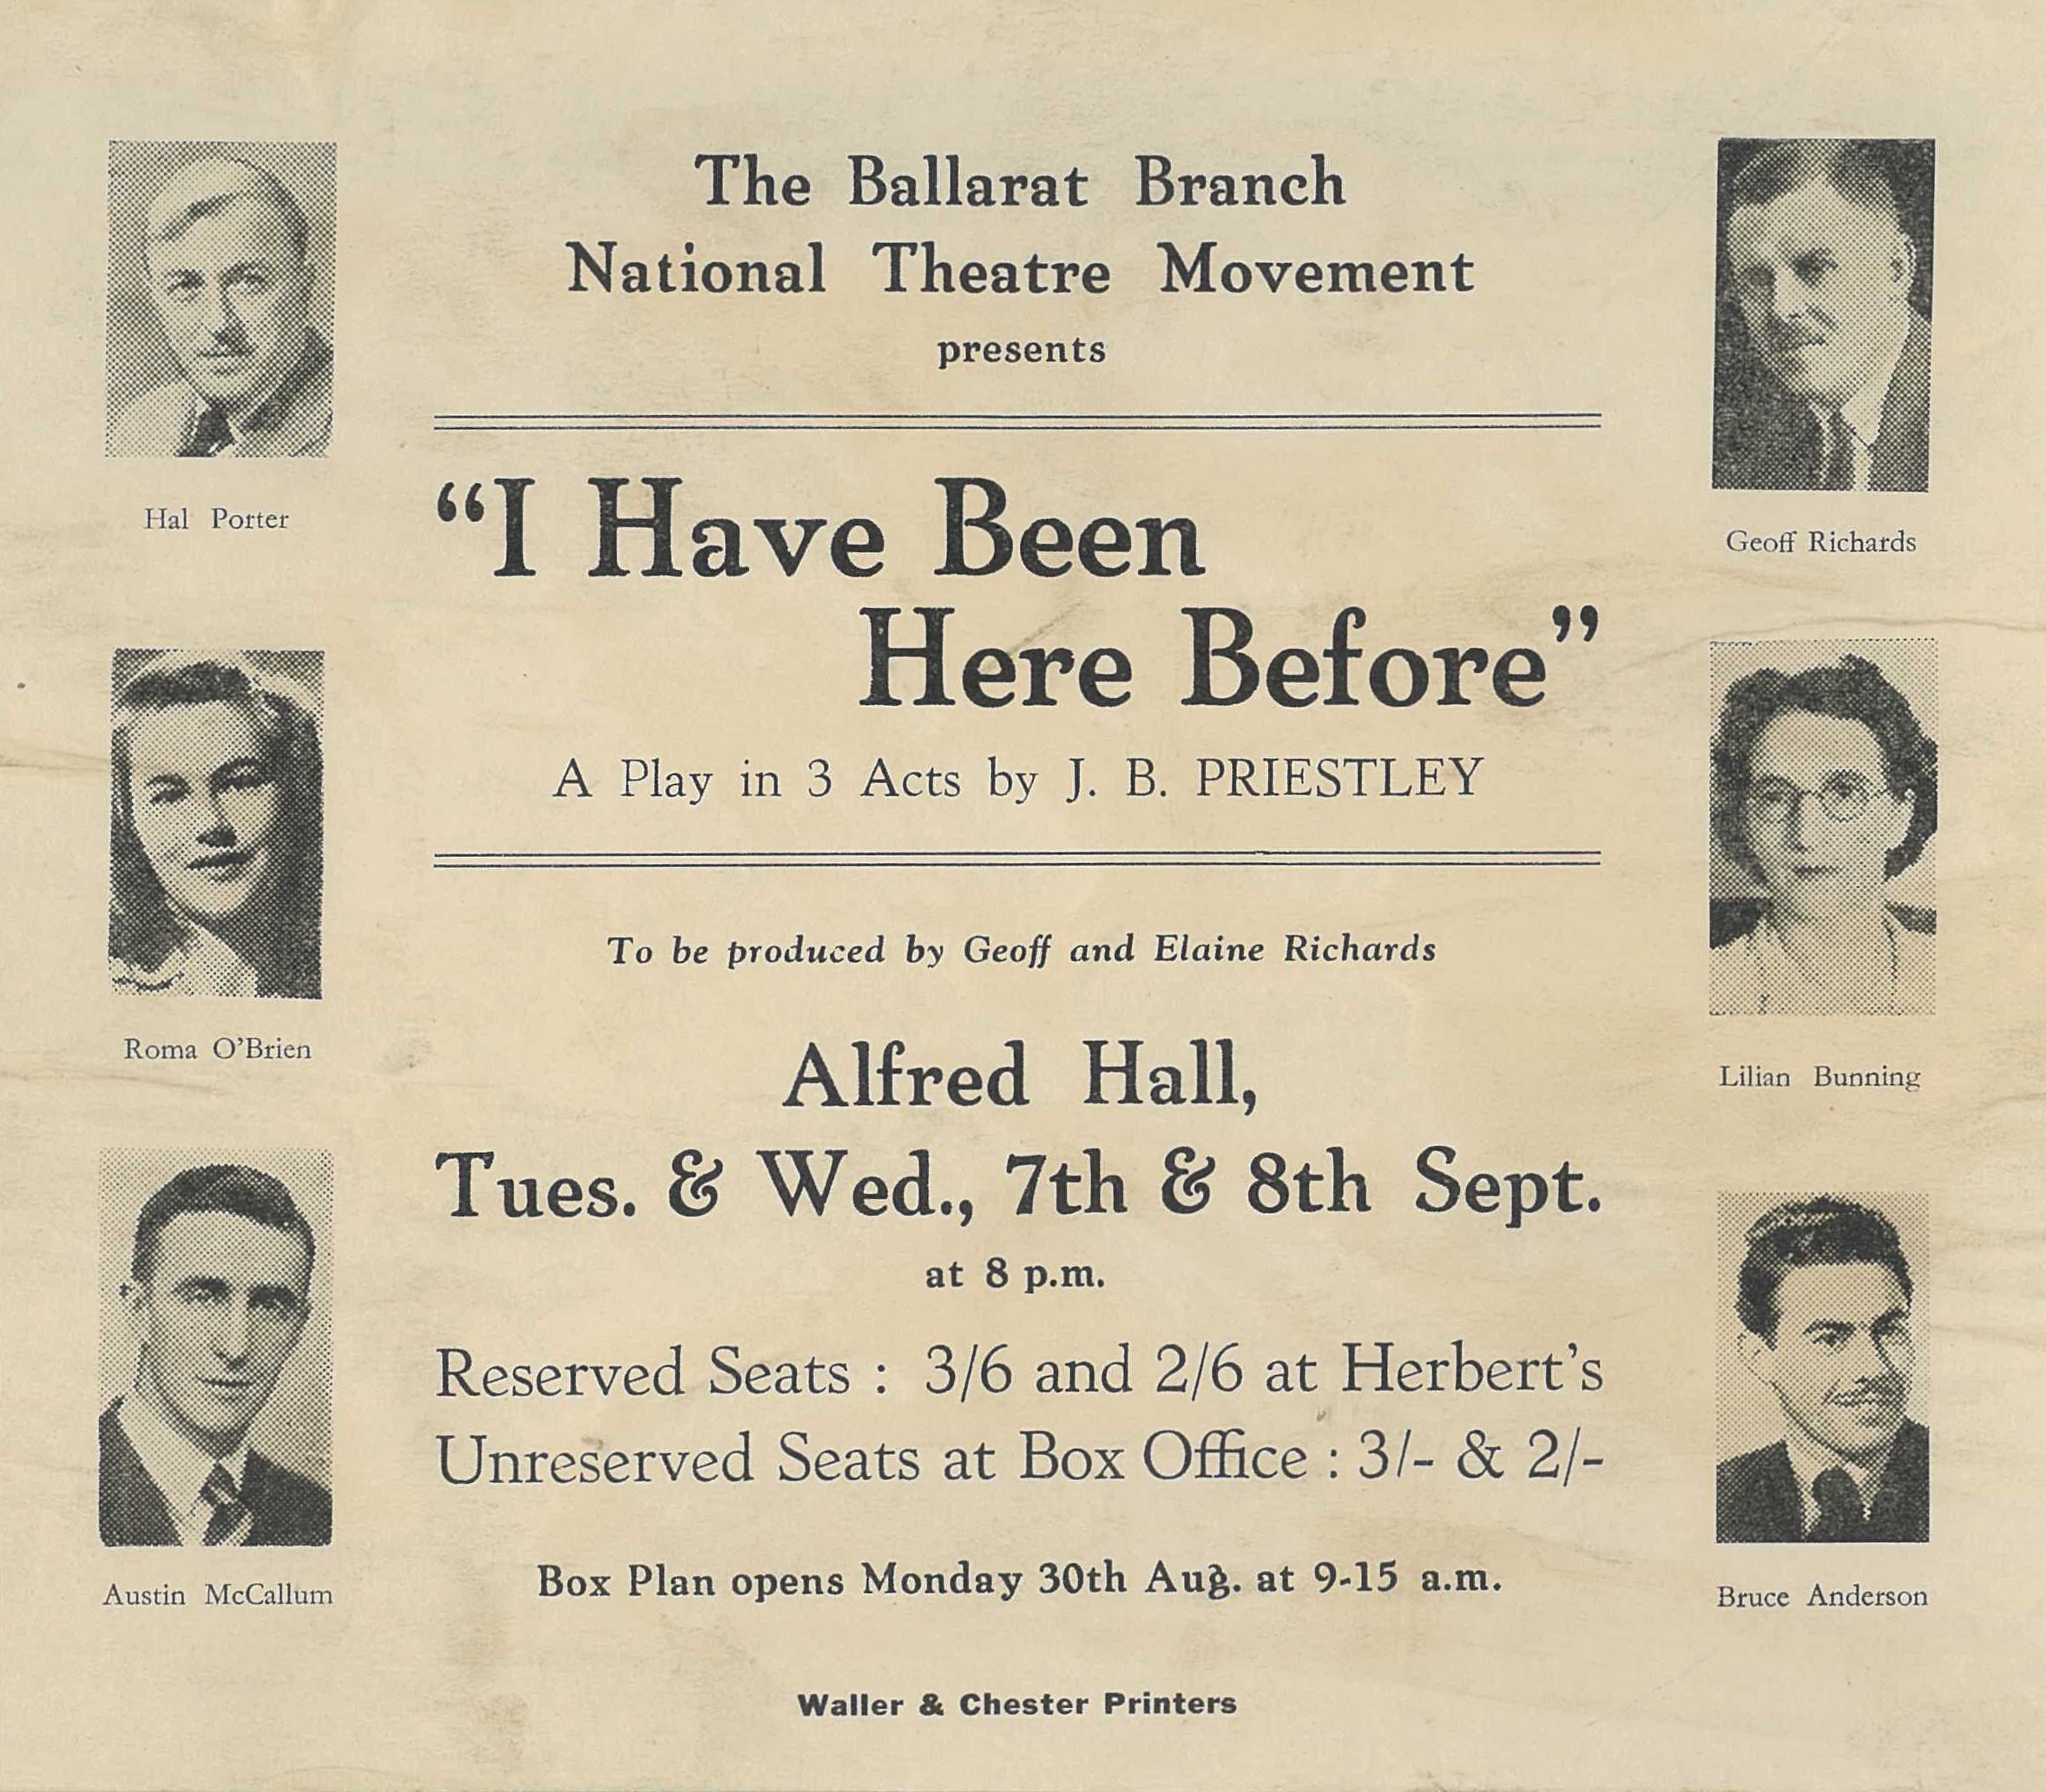 The Ballarat Branch
National Theatre Movement
presents
“I Have Been
Here Before”
A Play in 3 Acts by J. B. PRIESTLEY
To be produced by Geoff and Elaine Richards
Alfred Hall,
Tues. & Wed., 7th & 8th Sept.
at 8 p.m.
Reserved Seats : 3/6 and 2/6 at Herbert’s
Unreserved Seats at Box Office : 3/- & 2/-
Box Plan opens Monday 30th Aug. at 9-15 a.m.
Waller & Chester Printers
Hal Porter
Roma O’Brien
Austin McCallum
Geoff Richards
Lilian Bunning
Bruce Anderson